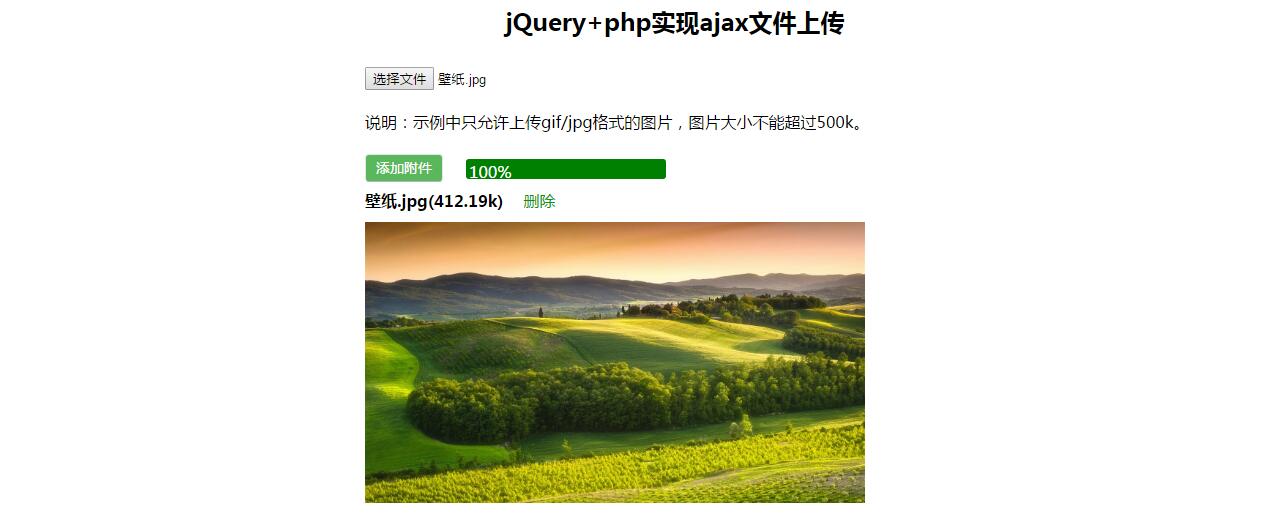 jQuery+php实现ajax文件上传
选择文件 壁纸.jpg
说明：示例中只允许上传gif/jpg格式的图片，图片大小不能超过500k。
添加附件 100%
壁纸.jpg(412.19k) 删除